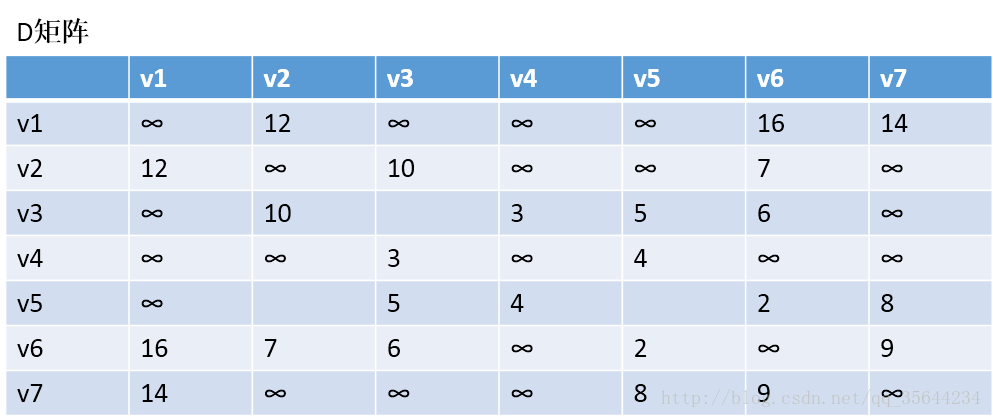 D矩阵
v1 v2 v3 v4 v5 v6 v7
v1 ∞ 12 ∞ ∞ ∞ 16 14
v2 12 ∞ 10 ∞ ∞ 7 ∞
v3 ∞ 10 3 5 6 ∞
v4 ∞ ∞ 3 ∞ 4 ∞ ∞
v5 ∞ 5 4 2 8
v6 16 7 6 ∞ 2 ∞ 9
v7 14 ∞ ∞ ∞ 8 9 ∞
http://blog.csdn.net/qq_35644234